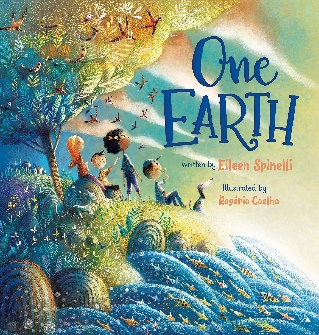 One
EARTH
written by Eileen Spinelli
Illustrated by
Rogério Coelho